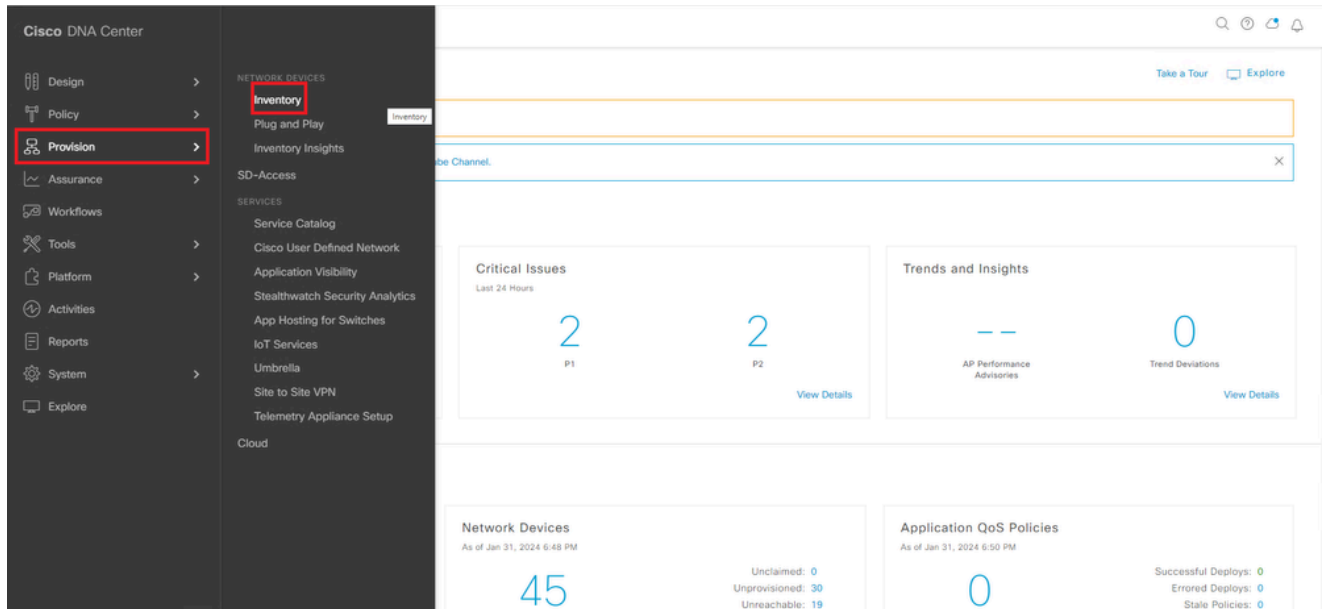 Cisco DNA Center
Design
Policy
Provision
Assurance
Workflows
Tools
Platform
Activities
Reports
System
Explore
NETWORK DEVICES
Inventory
Inventory
Plug and Play
Inventory Insights
SD-Access
SERVICES
Service Catalog
Cisco User Defined Network
Application Visibility
Stealthwatch Security Analytics
App Hosting for Switches
IoT Services
Umbrella
Site to Site VPN
Telemetry Appliance Setup
Cloud
Take a Tour Explore
Channel.
Critical Issues
Last 24 Hours
2 2
P1 P2
View Details
Trends and Insights
-- 0
AP Performance Trend Deviations
Advisories
View Details
Network Devices
As of Jan 31, 2024 6:48 PM
45
Unclaimed: 0
Unprovisioned: 30
Unreachable: 19
Application QoS Policies
As of Jan 31, 2024 6:50 PM
0
Successful Deploys: 0
Errored Deploys: 0
Stale Policies: 0